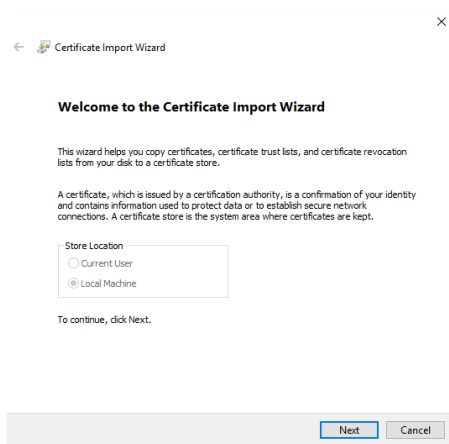 Certificate Import Wizard
Welcome to the Certificate Import Wizard
This wizard helps you copy certificates, certificate trust lists, and certificate revocation
lists from your disk to a certificate store.
A certificate, which is issued by a certification authority, is a confirmation of your identity
and contains information used to protect data or to establish secure network
connections. A certificate store is the system area where certificates are kept.
Store Location
Current User
Local Machine
To continue, click Next.
Next Cancel